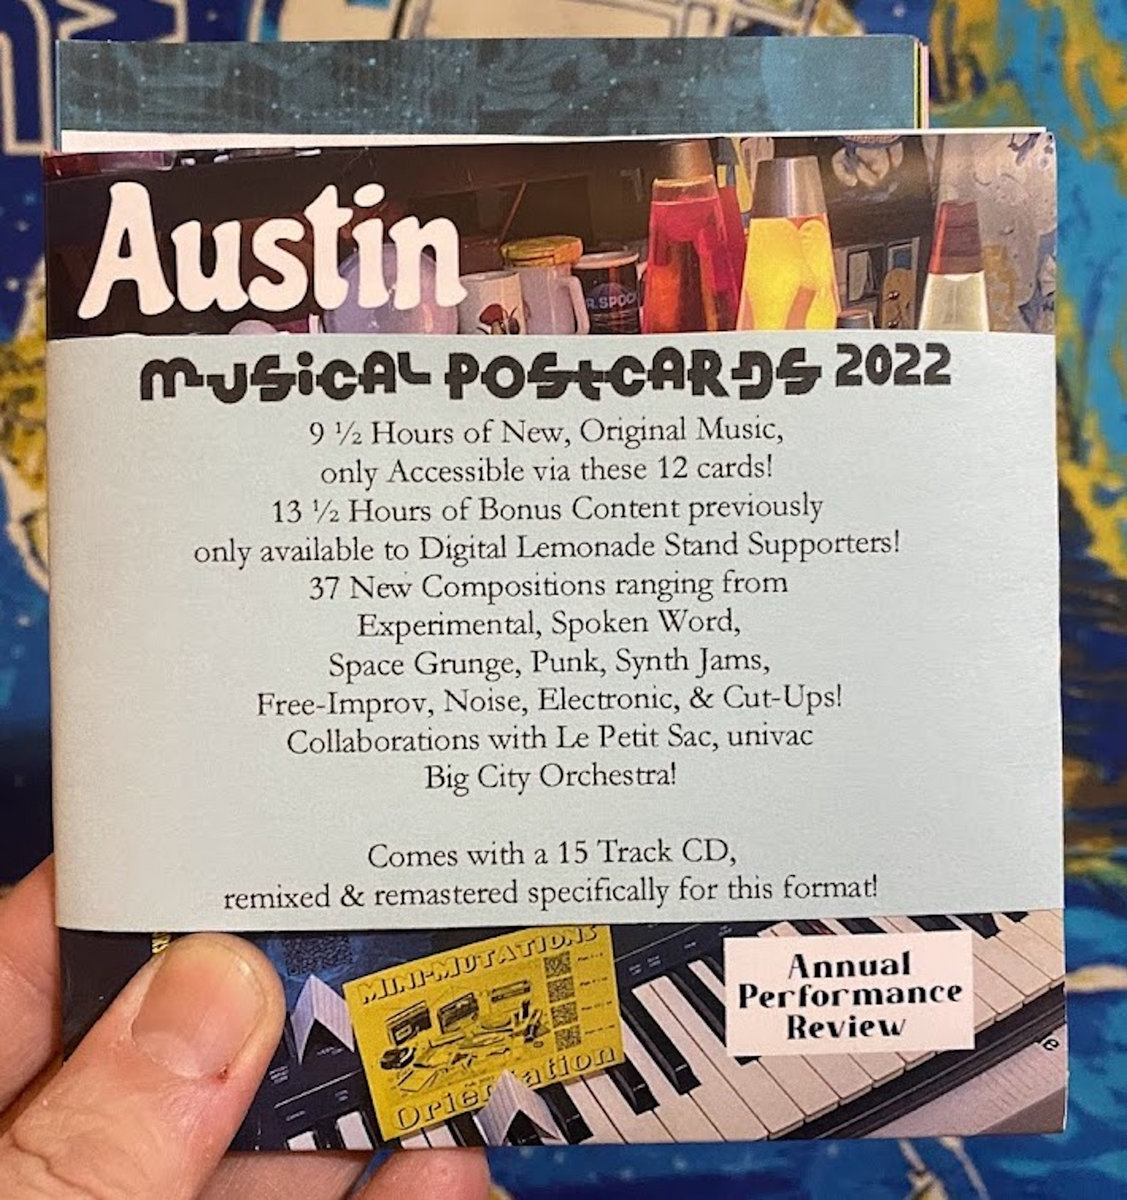 Austin
R. SPOC
MUSiCAL POStCARDS 2022
9 ½ Hours of New, Original Music,
only Accessible via these 12 cards!
13 ½ Hours of Bonus Content previously
only available to Digital Lemonade Stand Supporters!
37 New Compositions ranging from
Experimental, Spoken Word,
Space Grunge, Punk, Synth Jams,
Free-Improv, Noise, Electronic, & Cut-Ups!
Collaborations with Le Petit Sac, univac
Big City Orchestra!
Comes with a 15 Track CD,
remixed & remastered specifically for this format!
MINI-MUTATIONS
Annual
Performance
Review